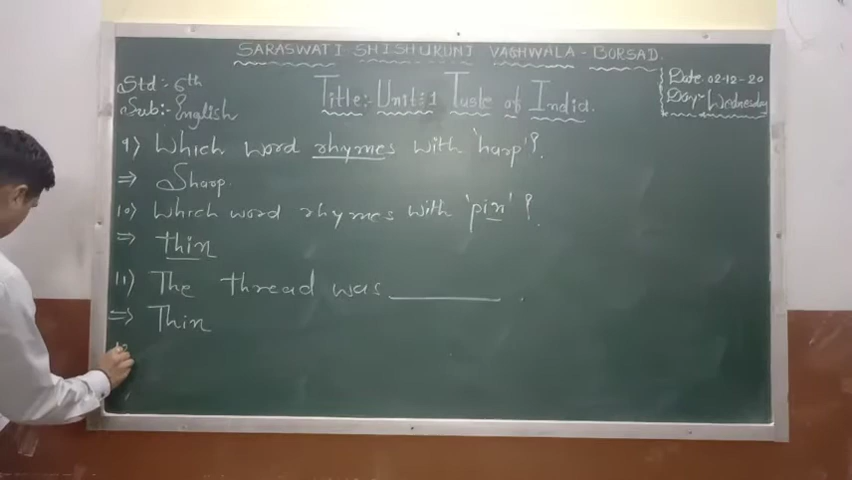 SARASWATI SHISHUKUNJ VAGHWALA - BORSAD.
Std:- 6th
Sub:- English
Title:- Unit:1 Taste of India.
Date: 02-12-20
Day:- Wednesday
9) Which word rhymes with 'harp'?.
⇒ Sharp.
10) Which word rhymes with 'pin'?.
⇒ thin
11) The thread was ________ .
⇒ Thin